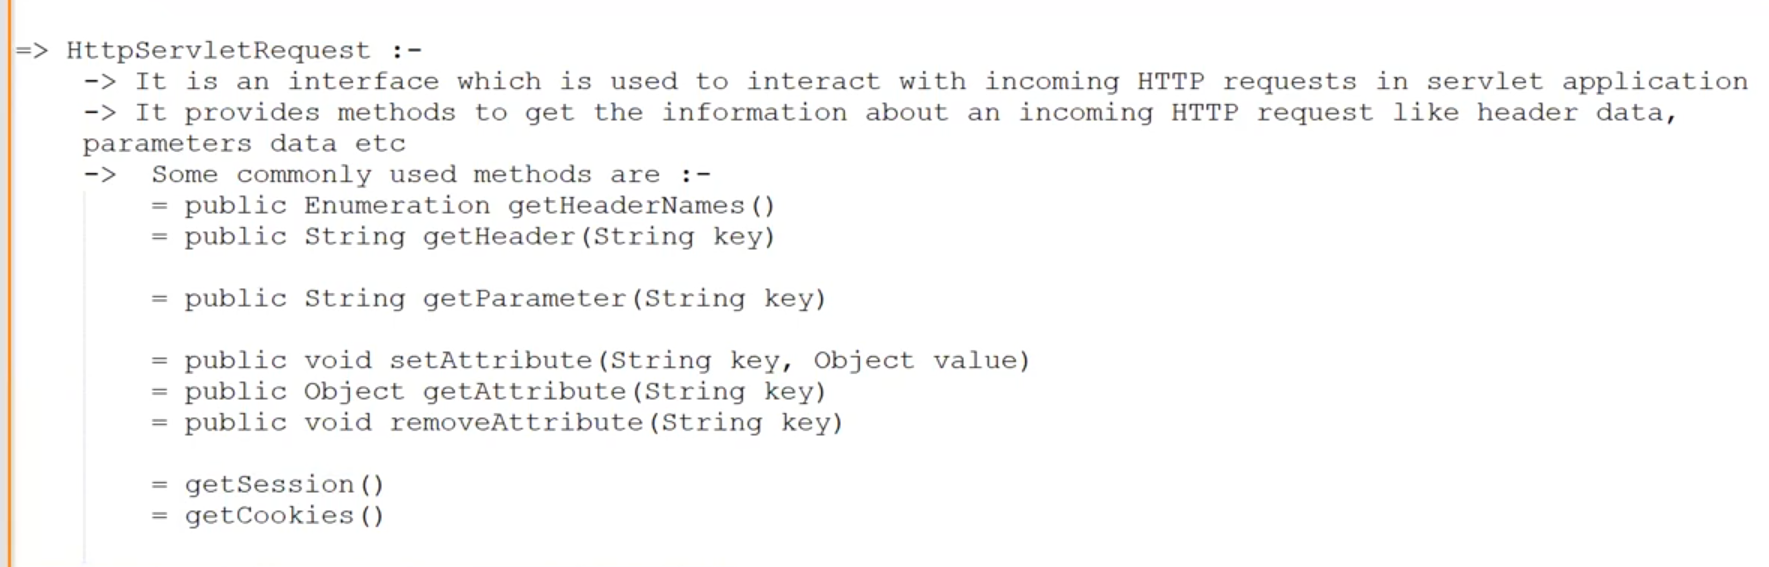 => HttpServletRequest :-
-> It is an interface which is used to interact with incoming HTTP requests in servlet application
-> It provides methods to get the information about an incoming HTTP request like header data,
parameters data etc
->  Some commonly used methods are :-
= public Enumeration getHeaderNames()
= public String getHeader(String key)
= public String getParameter(String key)
= public void setAttribute(String key, Object value)
= public Object getAttribute(String key)
= public void removeAttribute(String key)
= getSession()
= getCookies()